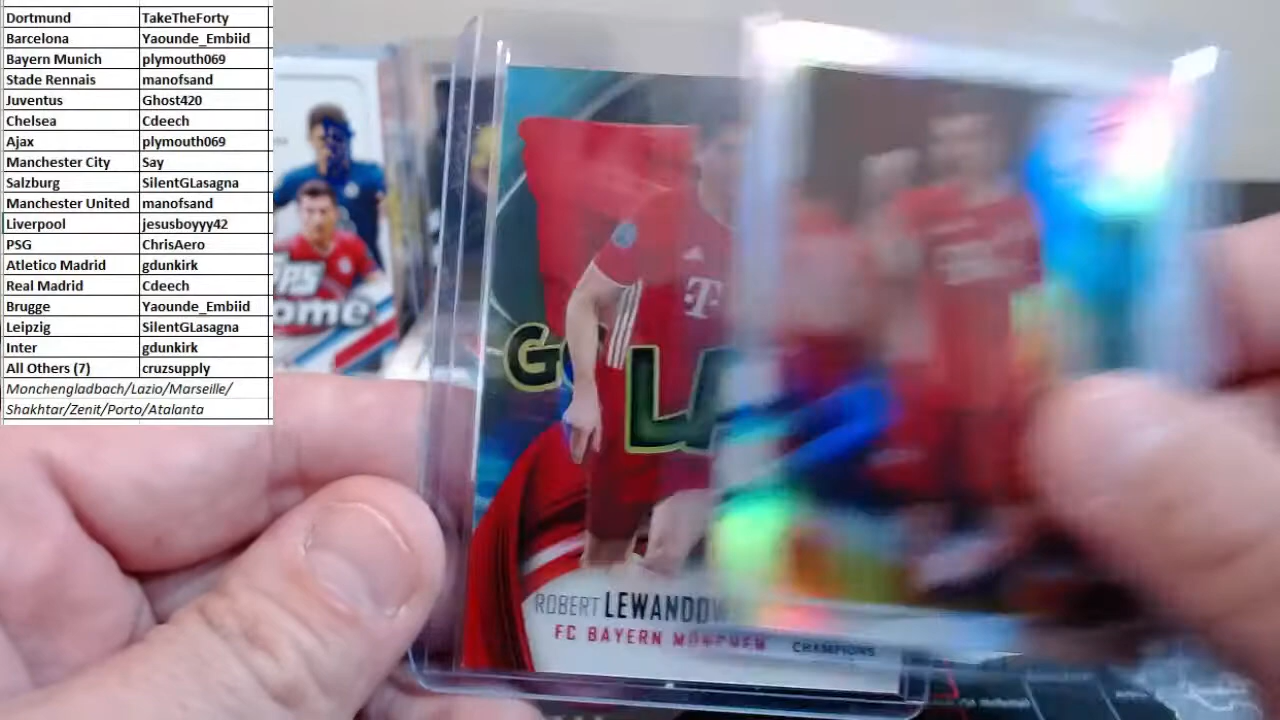 Dortmund TakeTheForty
Barcelona Yaounde_Embiid
Bayern Munich plymouth069
Stade Rennais manofsand
Juventus Ghost420
Chelsea Cdeech
Ajax plymouth069
Manchester City Say
Salzburg SilentGLasagna
Manchester United manofsand
Liverpool jesusboyyy42
PSG ChrisAero
Atletico Madrid gdunkirk
Real Madrid Cdeech
Brugge Yaounde_Embiid
Leipzig SilentGLasagna
Inter gdunkirk
All Others (7) cruzsupply
Monchengladbach/Lazio/Marseille/
Shakhtar/Zenit/Porto/Atalanta
T
ROBERT
FC BAYERN MÜNCHEN
CHAMPIONS